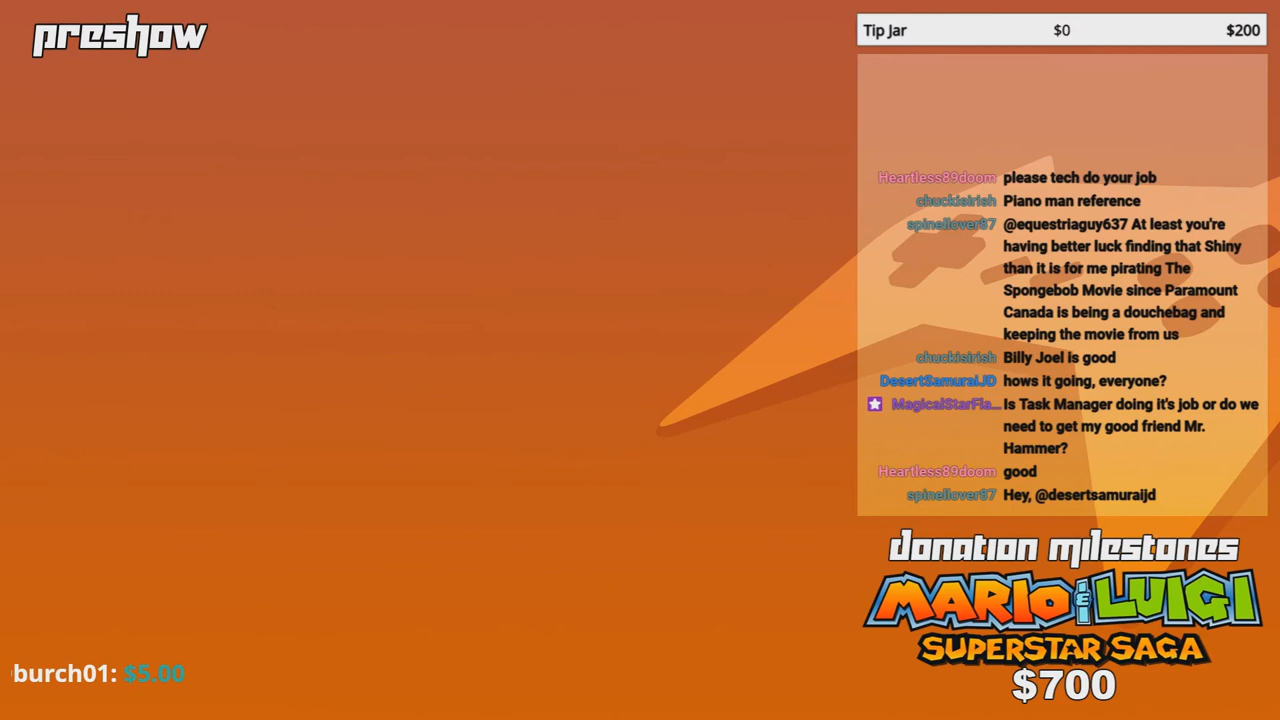 preshow
Tip Jar $0 $200
Heartless89doom please tech do your job
chuckisirish Piano man reference
spinellover87 @equestriaguy637 At least you're
having better luck finding that Shiny
than it is for me pirating The
Spongebob Movie since Paramount
Canada is being a douchebag and
keeping the movie from us
chuckisirish Billy Joel is good
DesertSamuraiJD hows it going, everyone?
MagicalStarFla... Is Task Manager doing it's job or do we
need to get my good friend Mr.
Hammer?
Heartless89doom good
spinellover87 Hey, @desertsamuraijd
donation milestones
MARIO & LUIGI
SUPERSTAR SAGA
$700
burch01: $5.00